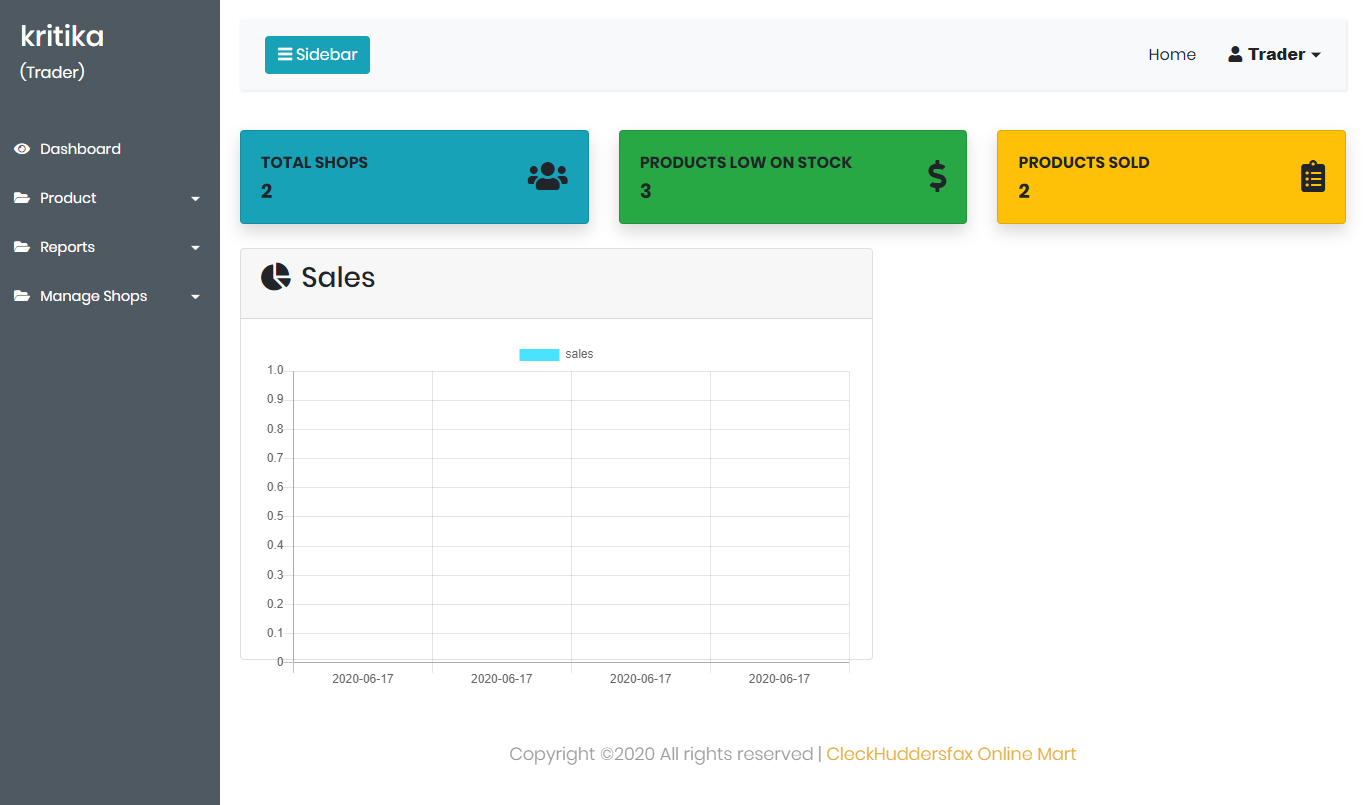 kritika
(Trader)
Dashboard
Product
Reports
Manage Shops
Sidebar
Home
Trader
TOTAL SHOPS
2
PRODUCTS LOW ON STOCK
3
PRODUCTS SOLD
2
Sales
sales
1.0
0.9
0.8
0.7
0.6
0.5
0.4
0.3
0.2
0.1
0
2020-06-17 2020-06-17 2020-06-17 2020-06-17
Copyright ©2020 All rights reserved | CleckHuddersfax Online Mart